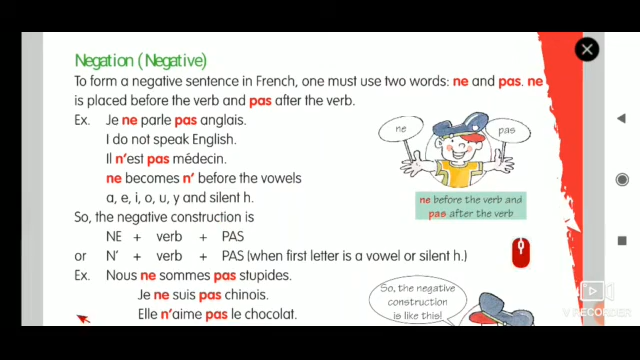 Negation (Negative)
To form a negative sentence in French, one must use two words: ne and pas. ne
is placed before the verb and pas after the verb.
Ex. Je ne parle pas anglais.
I do not speak English.
Il n'est pas médecin.
ne becomes n' before the vowels
a, e, i, o, u, y and silent h.
ne
pas
ne before the verb and
pas after the verb
So, the negative construction is
NE + verb + PAS
or N' + verb + PAS (when first letter is a vowel or silent h.)
Ex. Nous ne sommes pas stupides.
Je ne suis pas chinois.
Elle n'aime pas le chocolat.
So, the negative
construction is
like this!
V RECORDER